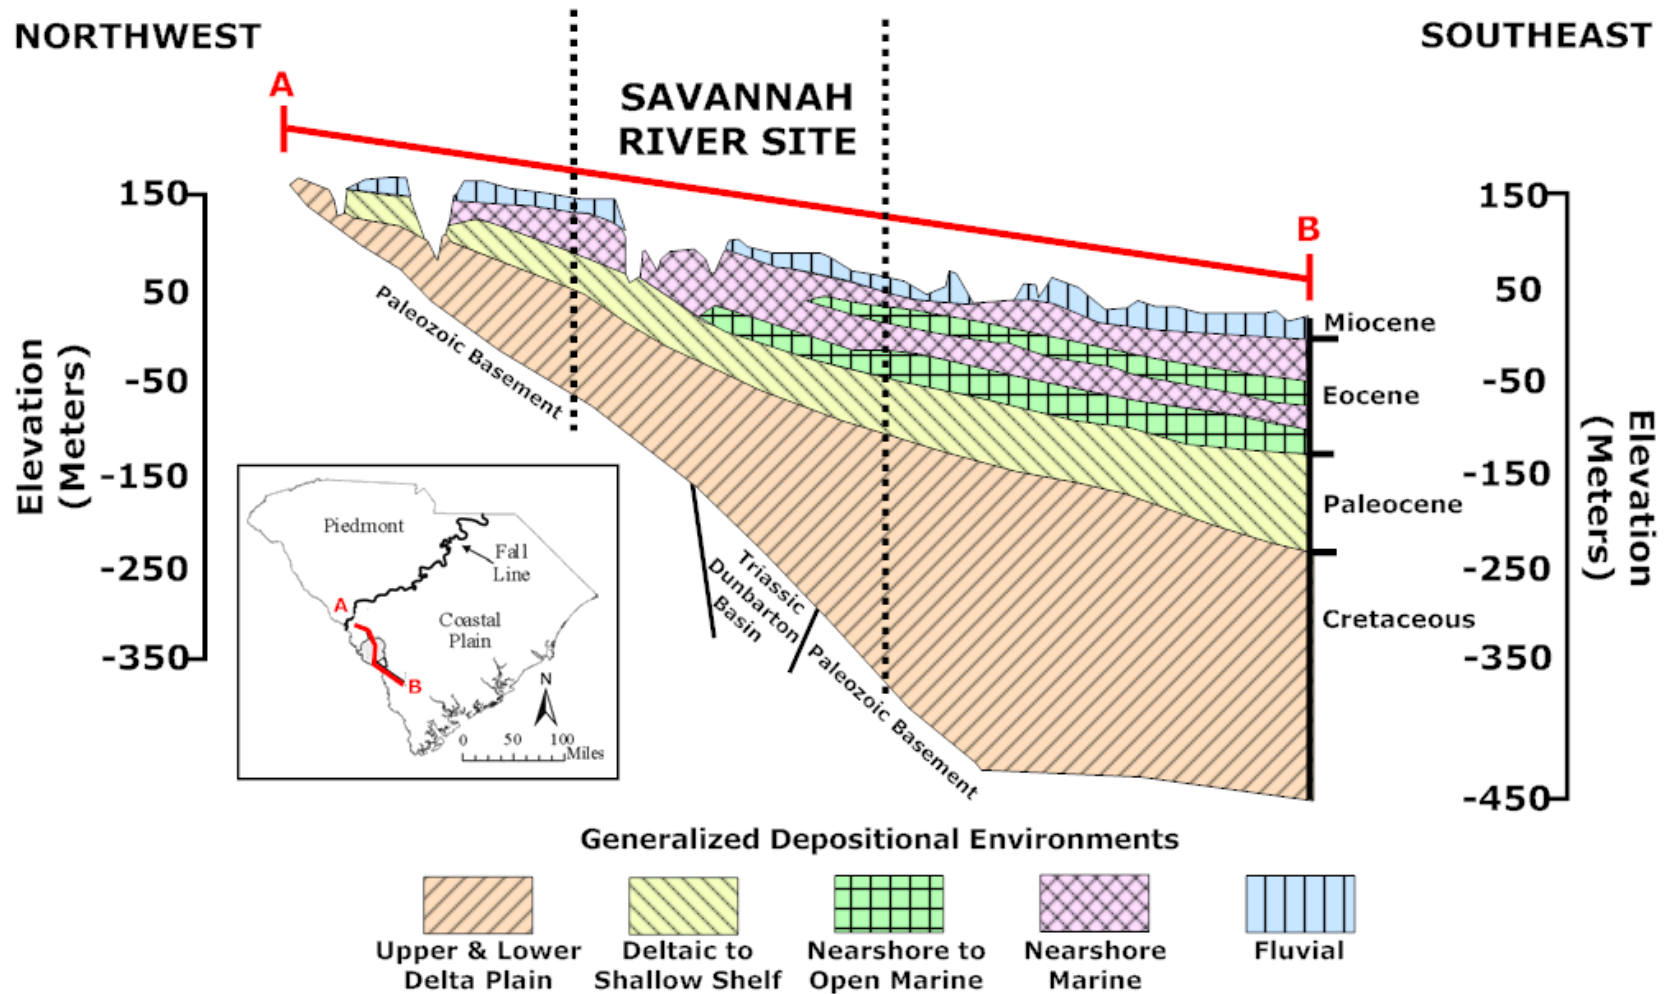 NORTHWEST
SOUTHEAST
A
SAVANNAH
RIVER SITE
B
150
50
-50
-150
-250
-350
Elevation
(Meters)
150
50
-50
-150
-250
-350
-450
Elevation
(Meters)
Miocene
Eocene
Paleocene
Cretaceous
Paleozoic Basement
Triassic
Dunbarton
Basin
Paleozoic Basement
Piedmont
Fall
Line
Coastal
Plain
A
B
N
0 50 100
Miles
Generalized Depositional Environments
Upper & Lower
Delta Plain
Deltaic to
Shallow Shelf
Nearshore to
Open Marine
Nearshore
Marine
Fluvial